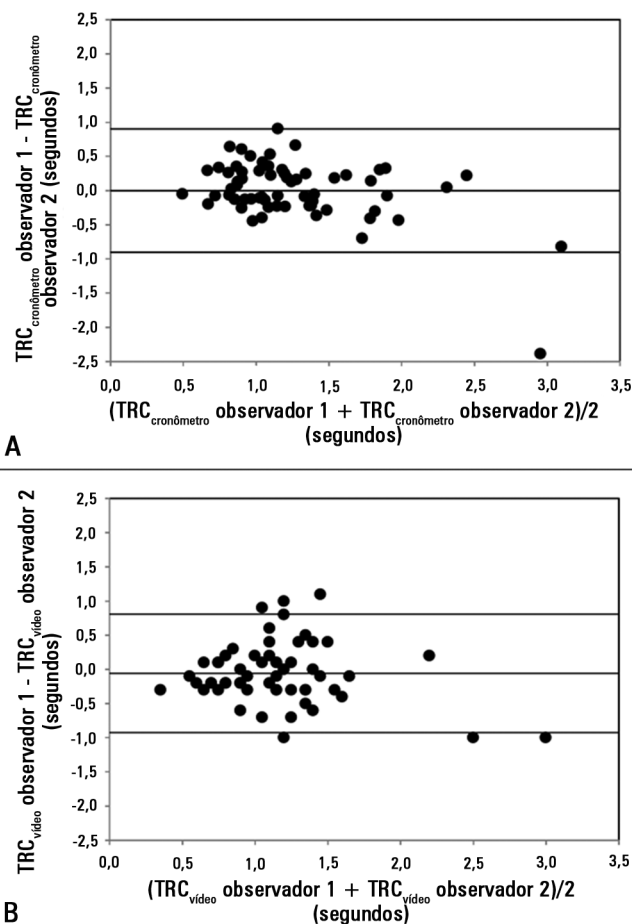 TRCcronômetro observador 1 - TRCcronômetro
observador 2 (segundos)
2,5
2,0
1,5
1,0
0,5
0,0
-0,5
-1,0
-1,5
-2,0
-2,5
0,0 0,5 1,0 1,5 2,0 2,5 3,0 3,5
(TRCcronômetro observador 1 + TRCcronômetro observador 2)/2
(segundos)
A
TRCvídeo observador 1 - TRCvídeo observador 2
(segundos)
2,5
2,0
1,5
1,0
0,5
0,0
-0,5
-1,0
-1,5
-2,0
-2,5
0,0 0,5 1,0 1,5 2,0 2,5 3,0 3,5
(TRCvídeo observador 1 + TRCvídeo observador 2)/2
(segundos)
B